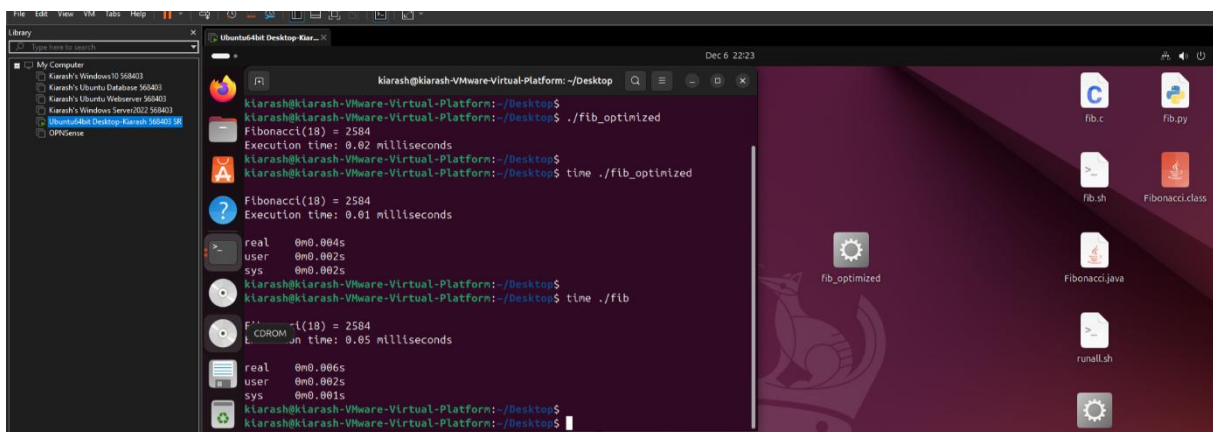 File Edit View VM Tabs Help
Library
Type here to search
My Computer
Kiarash's Windows10 568403
Kiarash's Ubuntu Database 568403
Kiarash's Ubuntu Webserver 568403
Kiarash's Windows Server2022 568403
Ubuntu64bit Desktop-Kiarash 568403 SR
OPNSense
Ubuntu64bit Desktop-Kiar...
Dec 6 22:23
kiarash@kiarash-VMware-Virtual-Platform: ~/Desktop
kiarash@kiarash-VMware-Virtual-Platform:~/Desktop$
kiarash@kiarash-VMware-Virtual-Platform:~/Desktop$ ./fib_optimized
Fibonacci(18) = 2584
Execution time: 0.02 milliseconds
kiarash@kiarash-VMware-Virtual-Platform:~/Desktop$
kiarash@kiarash-VMware-Virtual-Platform:~/Desktop$ time ./fib_optimized
Fibonacci(18) = 2584
Execution time: 0.01 milliseconds
real 0m0.004s
user 0m0.002s
sys 0m0.002s
kiarash@kiarash-VMware-Virtual-Platform:~/Desktop$
kiarash@kiarash-VMware-Virtual-Platform:~/Desktop$ time ./fib
ci(18) = 2584
CDROM
on time: 0.05 milliseconds
real 0m0.006s
user 0m0.002s
sys 0m0.001s
kiarash@kiarash-VMware-Virtual-Platform:~/Desktop$
kiarash@kiarash-VMware-Virtual-Platform:~/Desktop$
fib.c
fib.py
fib.sh
Fibonacci.class
fib_optimized
Fibonacci.java
runall.sh